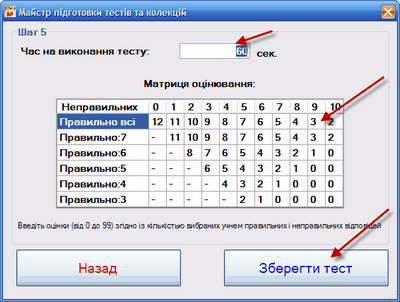 Майстр підготовки тестів та колекцій
Шаг 5
Час на виконання тесту: 60 сек.
Матриця оцінювання:
Неправильних 0 1 2 3 4 5 6 7 8 9 10
Правильно всі 12 11 10 9 8 7 6 5 4 3 2
Правильно:7 - 11 10 9 8 7 6 5 4 3 2
Правильно:6 - - 8 7 6 5 4 3 2 1 0
Правильно:5 - - - 6 5 4 3 2 1 0 0
Правильно:4 - - - - 4 3 2 1 0 0 0
Правильно:3 - - - - - 2 1 0 0 0 0
Введіть оцінки (від 0 до 99) згідно із кількістью вибраних учнем правильних і неправильних відповідей
Назад
Зберегти тест